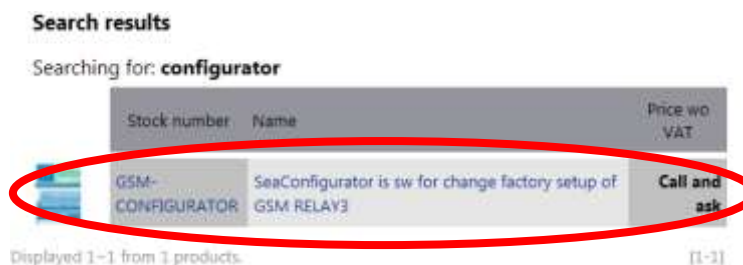 Search results
Searching for: configurator
Stock number Name Price wo
VAT
GSM- SeaConfigurator is sw for change factory setup of Call and
CONFIGURATOR GSM RELAY3 ask
Displayed 1-1 from 1 products. [1-1]